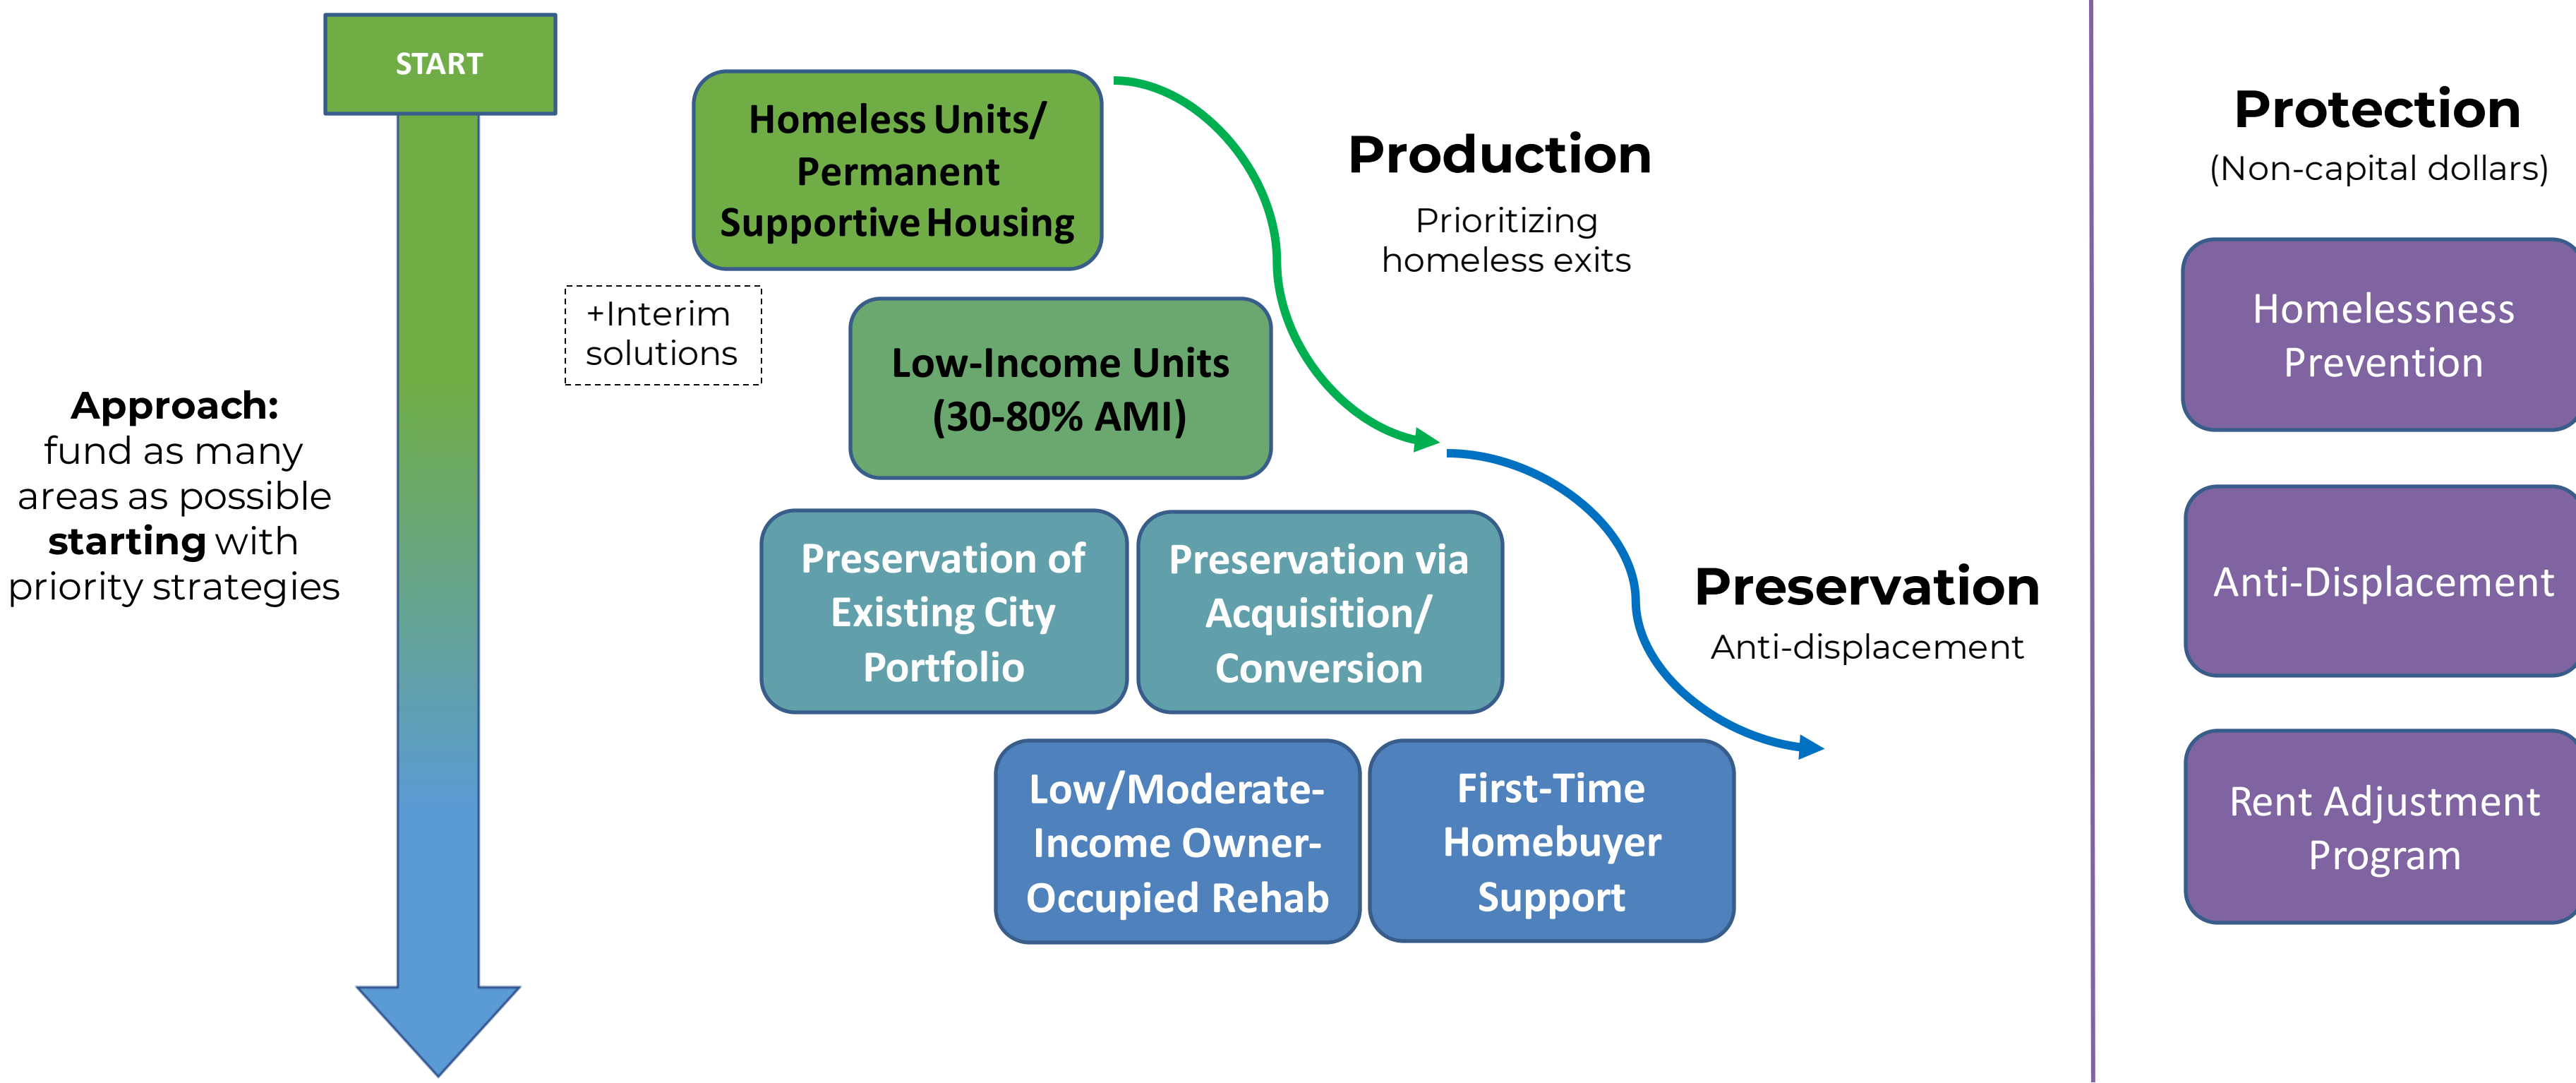 START
Approach:
fund as many
areas as possible
starting with
priority strategies
Homeless Units/
Permanent
Supportive Housing
+Interim
solutions
Low-Income Units
(30-80% AMI)
Production
Prioritizing
homeless exits
Preservation of
Existing City
Portfolio
Preservation via
Acquisition/
Conversion
Preservation
Anti-displacement
Low/Moderate-
Income Owner-
Occupied Rehab
First-Time
Homebuyer
Support
Protection
(Non-capital dollars)
Homelessness
Prevention
Anti-Displacement
Rent Adjustment
Program